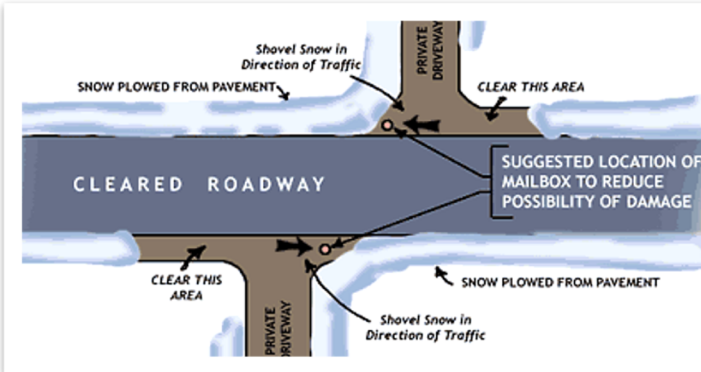 Shovel Snow in
Direction of Traffic
PRIVATE
DRIVEWAY
SNOW PLOWED FROM PAVEMENT
CLEAR THIS AREA
CLEARED ROADWAY
SUGGESTED LOCATION OF
MAILBOX TO REDUCE
POSSIBILITY OF DAMAGE
CLEAR THIS
AREA
SNOW PLOWED FROM PAVEMENT
PRIVATE
DRIVEWAY
Shovel Snow in
Direction of Traffic